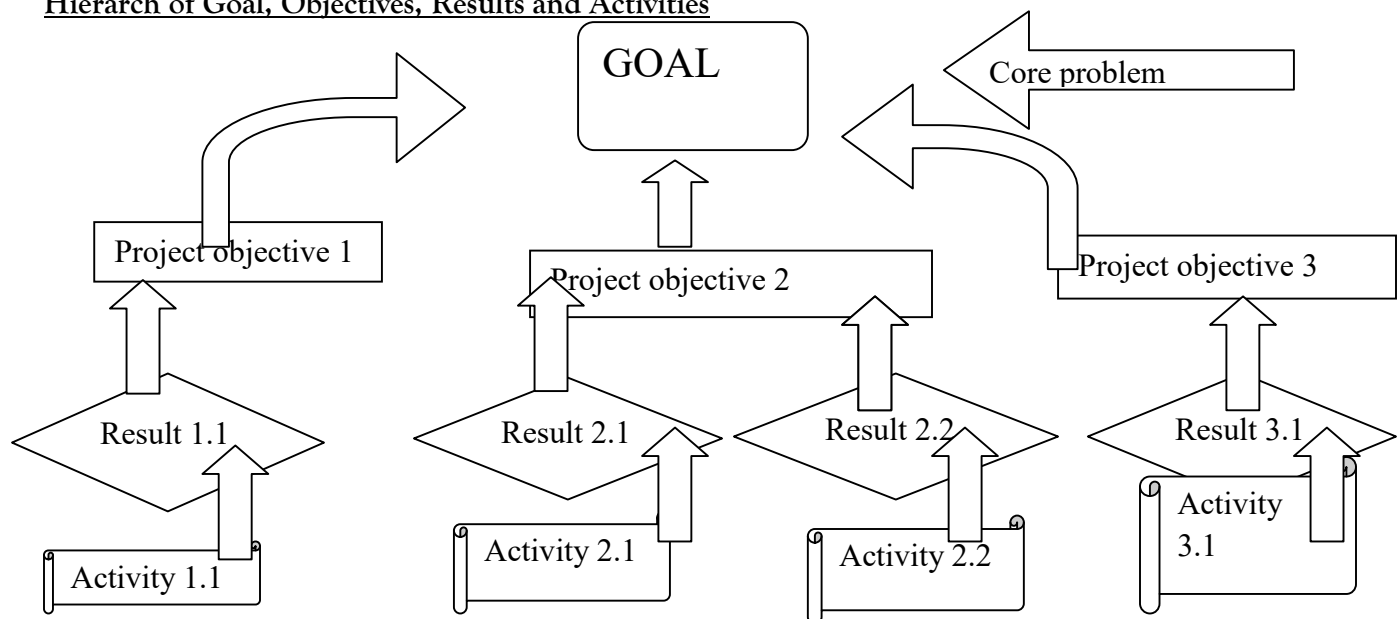 Hierarch of Goal, Objectives, Results and Activities
GOAL
Core problem
Project objective 1
Project objective 2
Project objective 3
Result 1.1
Result 2.1
Result 2.2
Result 3.1
Activity 1.1
Activity 2.1
Activity 2.2
Activity
3.1